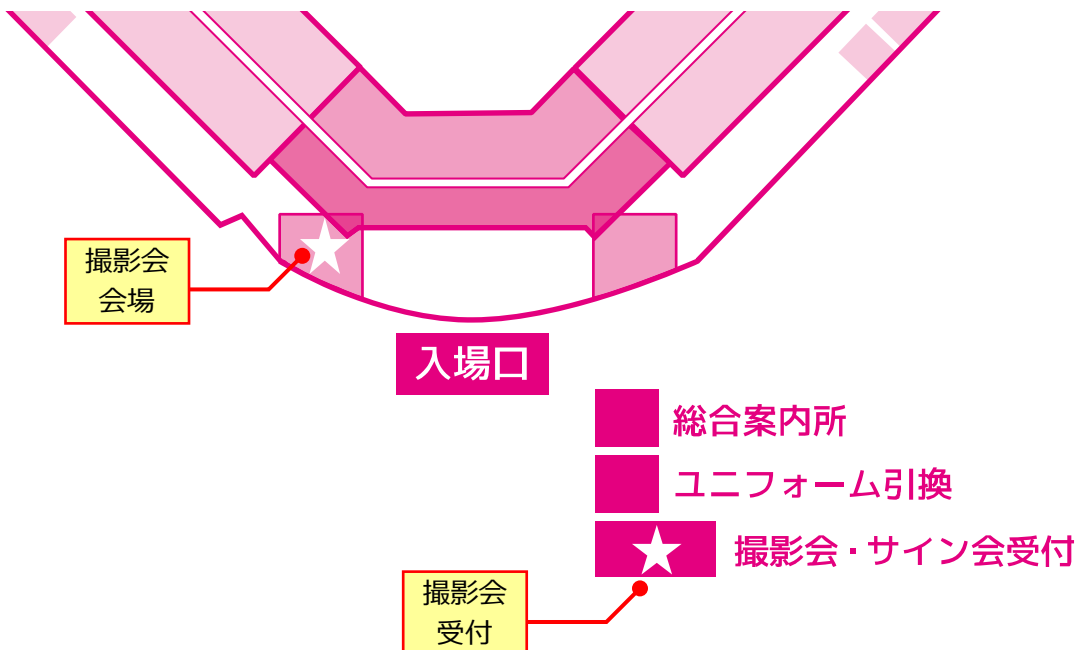 撮影会
会場
入場口
総合案内所
ユニフォーム引換
撮影会・サイン会受付
撮影会
受付